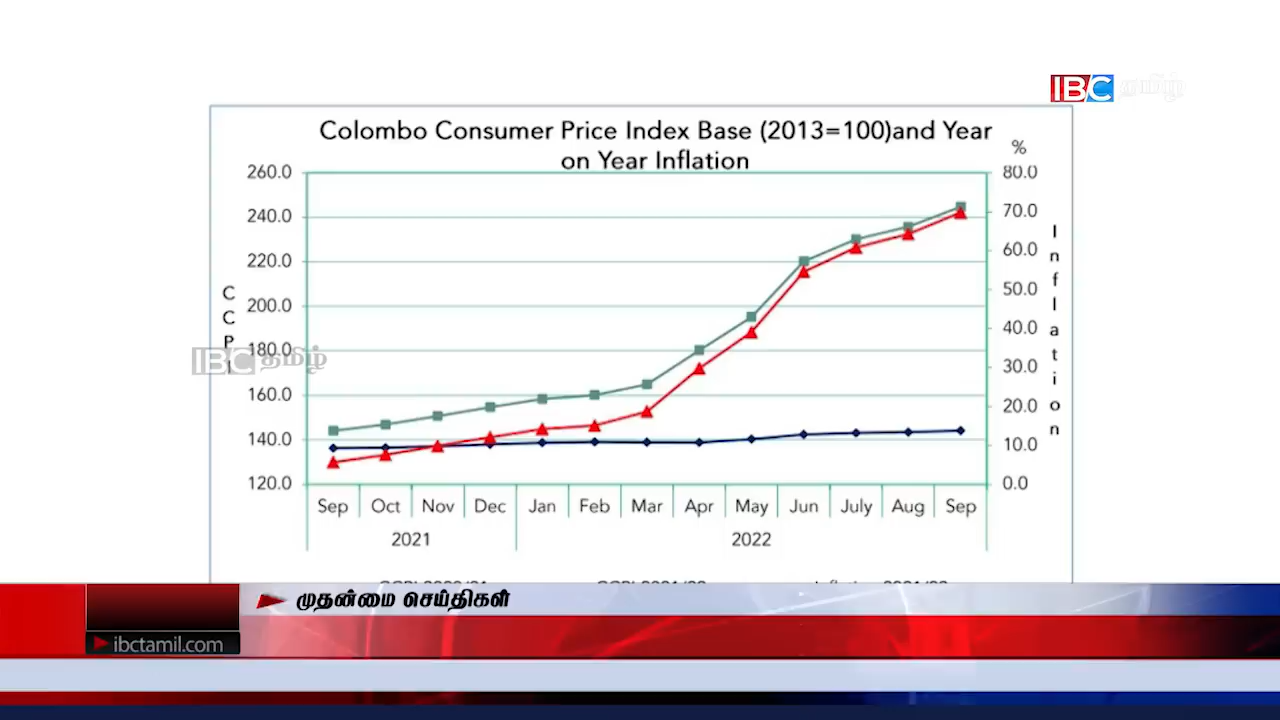 IBC தமிழ்
Colombo Consumer Price Index Base (2013=100)and Year
on Year Inflation
%
260.0
240.0
220.0
200.0
180.0
160.0
140.0
120.0
CCPI
80.0
70.0
60.0
50.0
40.0
30.0
20.0
10.0
0.0
Inflation
IBC தமிழ்
Sep Oct Nov Dec Jan Feb Mar Apr May Jun July Aug Sep
2021 2022
முதன்மை செய்திகள்
ibctamil.com